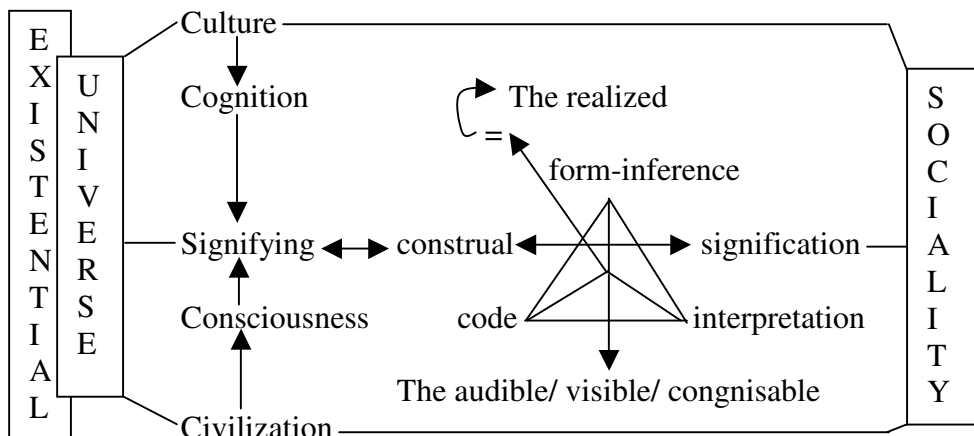 EXISTENTIAL
UNIVERSE
Culture
Cognition
The realized
=
form-inference
Signifying
construal
signification
Consciousness
code
interpretation
The audible/ visible/ congnisable
Civilization
SOCIALITY